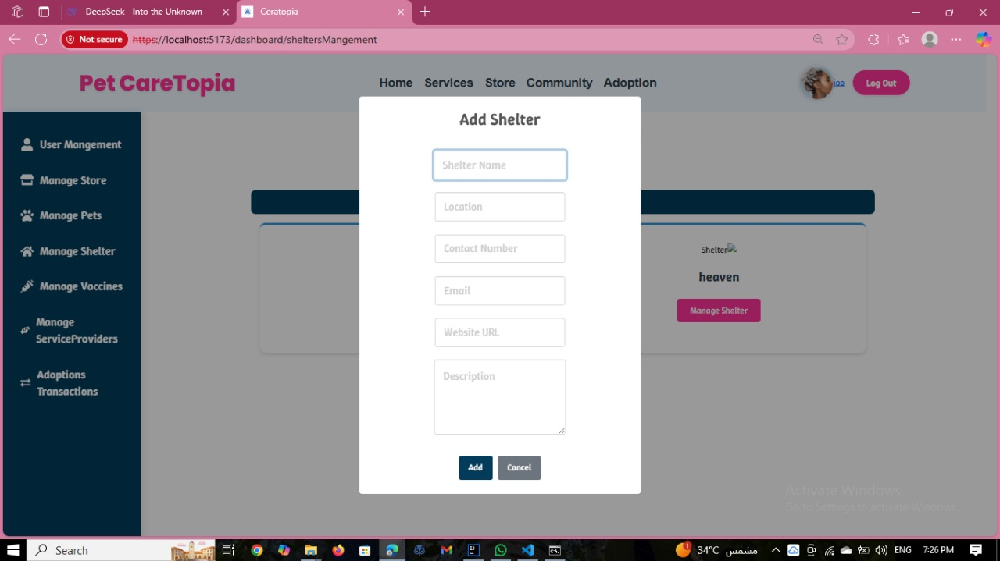 DeepSeek - Into the Unknown
Ceratopia
Not secure
https://localhost:5173/dashboard/sheltersMangement
Pet CareTopia
Home Services Store Community Adoption
joo
Log Out
User Mangement
Manage Store
Manage Pets
Manage Shelter
Manage Vaccines
Manage
ServiceProviders
Adoptions
Transactions
Add Shelter
Shelter Name
Location
Contact Number
Email
Website URL
Description
Add Cancel
Shelter
heaven
Manage Shelter
Activate Windows
Go to Settings to activate Windows.
Search
1
34°C مشمس
ENG
7:26 PM